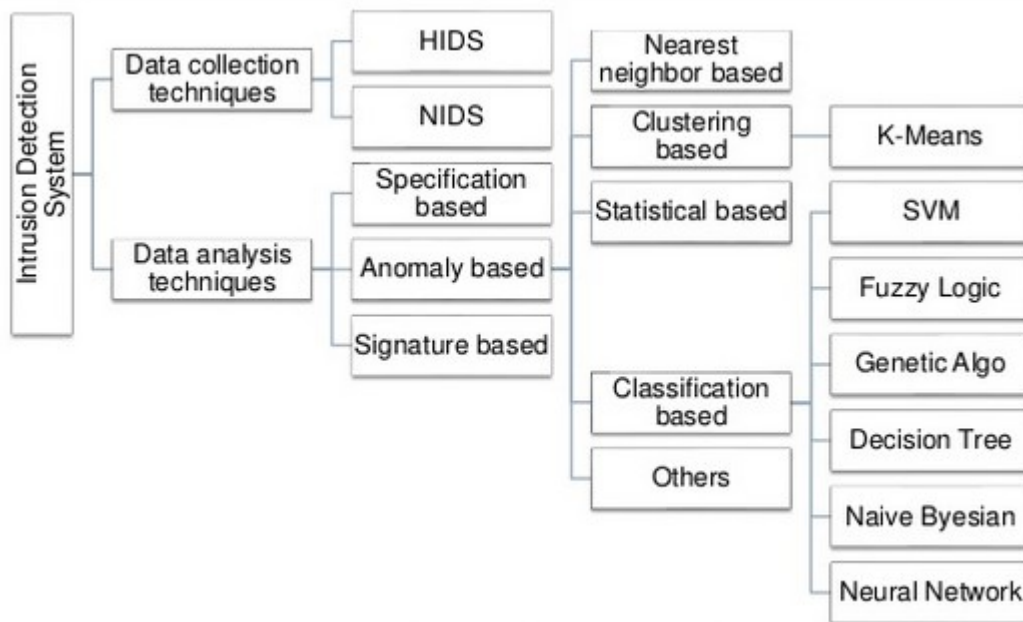 Intrusion Detection
System
Data collection
techniques
HIDS
NIDS
Data analysis
techniques
Specification
based
Anomaly based
Signature based
Nearest
neighbor based
Clustering
based
K-Means
Statistical based
Classification
based
SVM
Fuzzy Logic
Genetic Algo
Decision Tree
Naive Byesian
Neural Network
Others